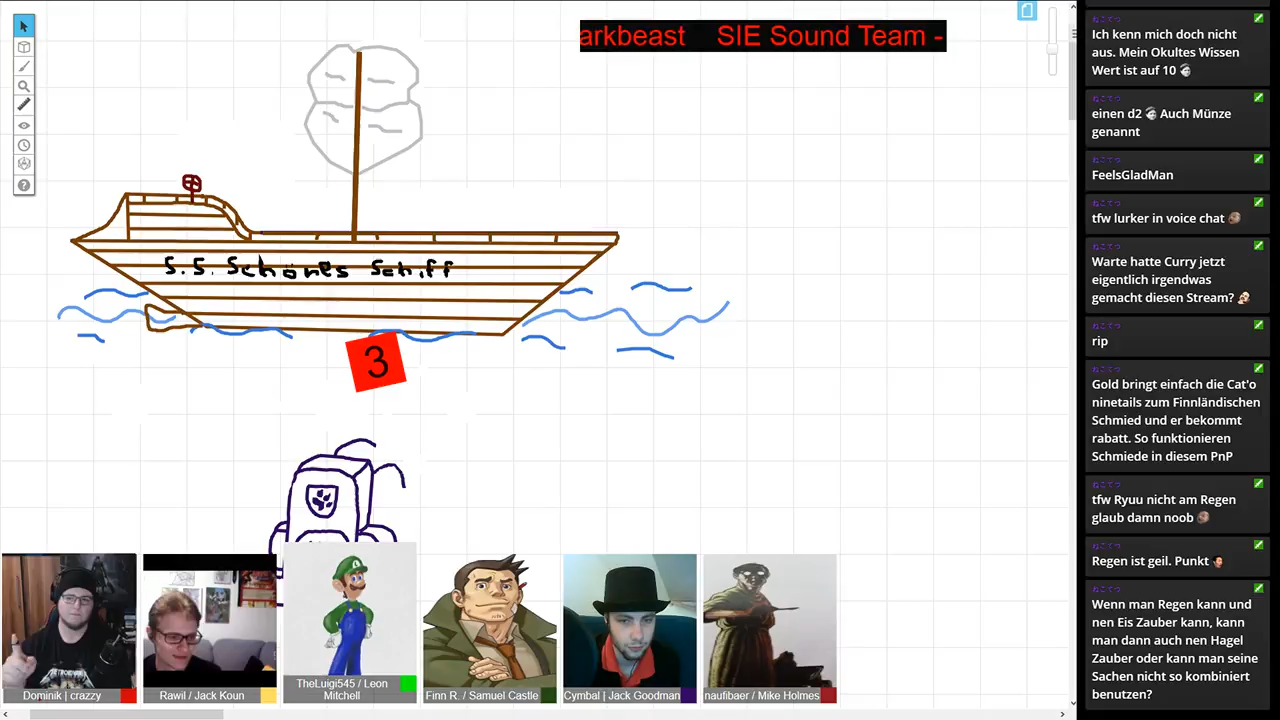 arkbeast SIE Sound Team -
S.S. Schönes Schiff
3
Dominik | crazzy
Rawil / Jack Koun
TheLuigi545 / Leon
Mitchell
Finn R. / Samuel Castle
Cymbal | Jack Goodman
naufibaer / Mike Holmes
Ich kenn mich doch nicht
aus. Mein Okultes Wissen
Wert ist auf 10
einen d2 Auch Münze
genannt
FeelsGladMan
tfw lurker in voice chat
Warte hatte Curry jetzt
eigentlich irgendwas
gemacht diesen Stream?
rip
Gold bringt einfach die Cat'o
ninetails zum Finnländischen
Schmied und er bekommt
rabatt. So funktionieren
Schmiede in diesem PnP
tfw Ryuu nicht am Regen
glaub damn noob
Regen ist geil. Punkt
Wenn man Regen kann und
nen Eis Zauber kann, kann
man dann auch nen Hagel
Zauber oder kann man seine
Sachen nicht so kombiniert
benutzen?